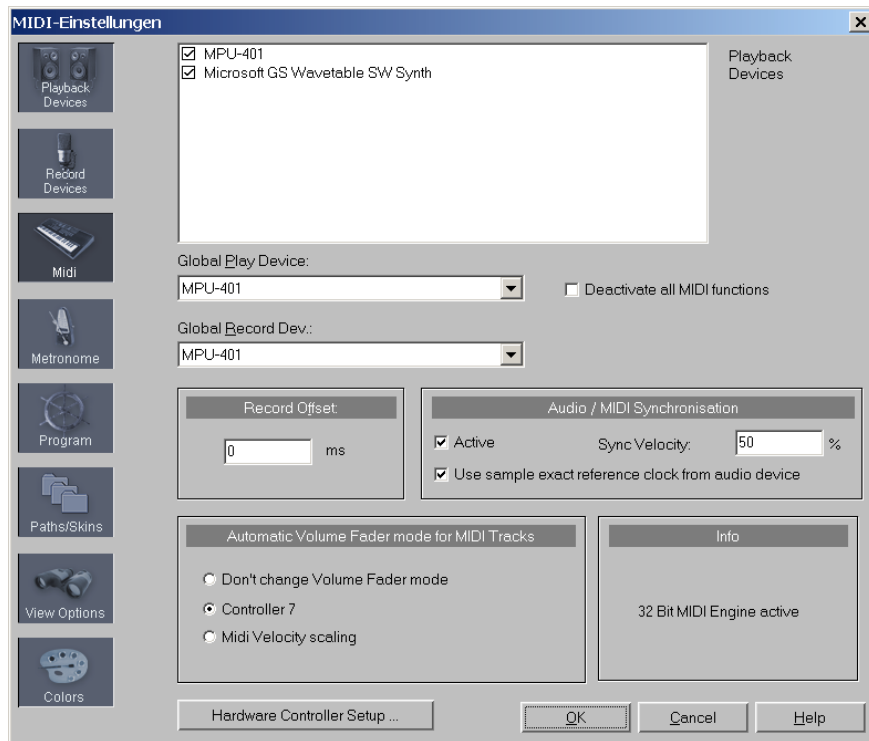 MIDI-Einstellungen
Playback
Devices
Record
Devices
Midi
Metronome
Program
Paths/Skins
View Options
Colors
MPU-401
Microsoft GS Wavetable SW Synth
Playback
Devices
Global Play Device:
MPU-401
Deactivate all MIDI functions
Global Record Dev.:
MPU-401
Record Offset:
0 ms
Audio / MIDI Synchronisation
Active Sync Velocity: 50 %
Use sample exact reference clock from audio device
Automatic Volume Fader mode for MIDI Tracks
Don't change Volume Fader mode
Controller 7
Midi Velocity scaling
Info
32 Bit MIDI Engine active
Hardware Controller Setup ...
OK
Cancel
Help